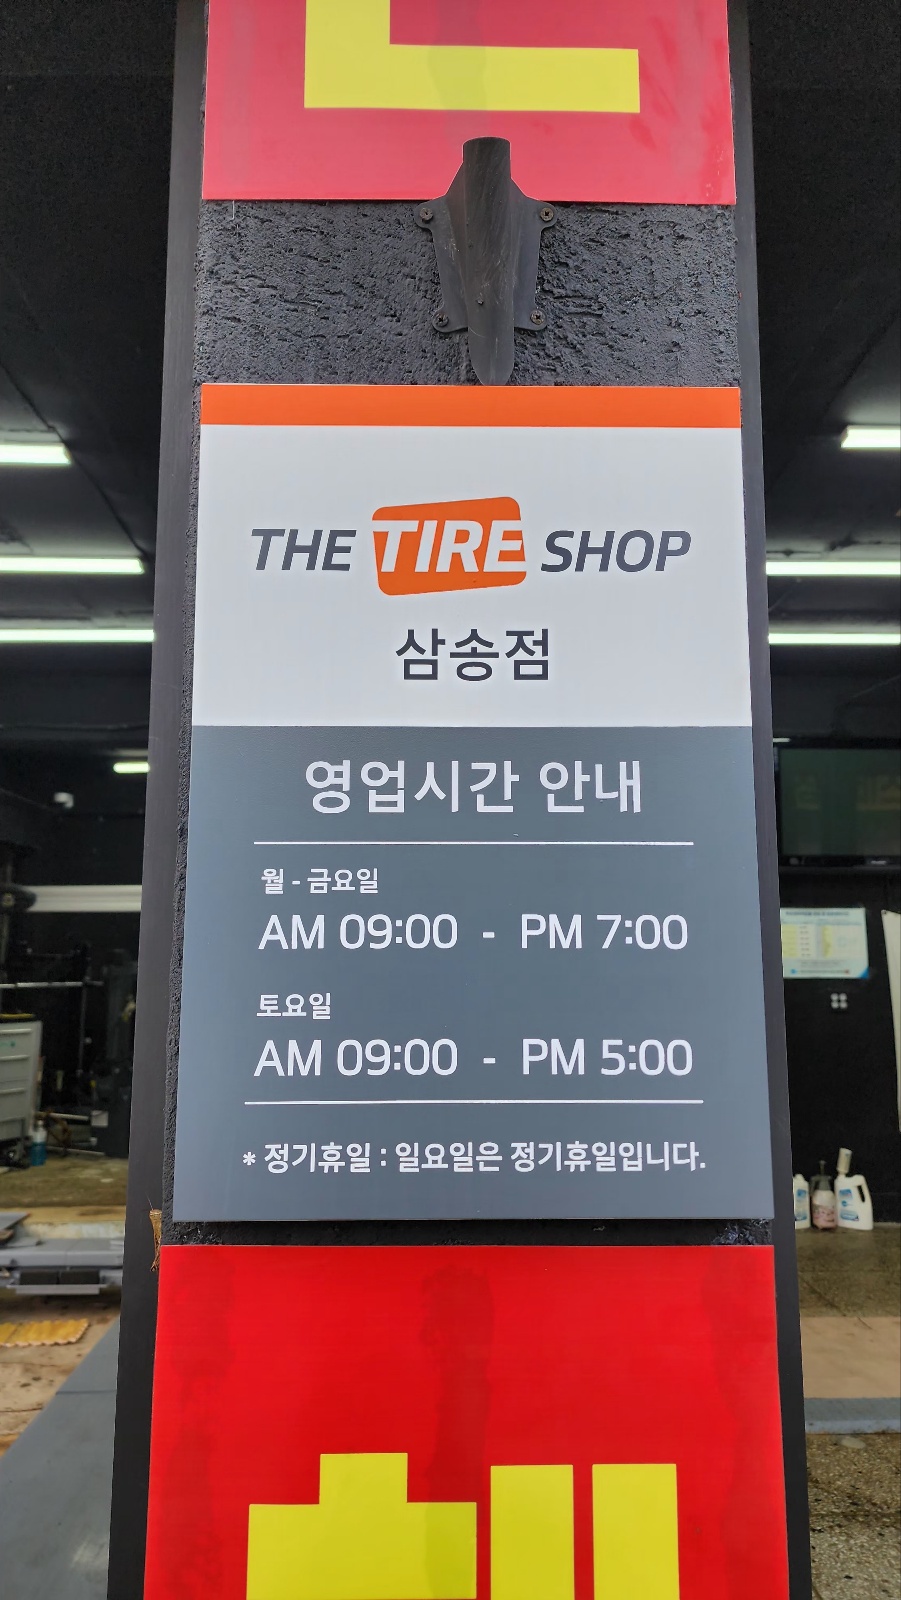 THE TIRE SHOP
삼송점
영업시간 안내
월 - 금요일
AM 09:00 - PM 7:00
토요일
AM 09:00 - PM 5:00
* 정기휴일 : 일요일은 정기휴일입니다.